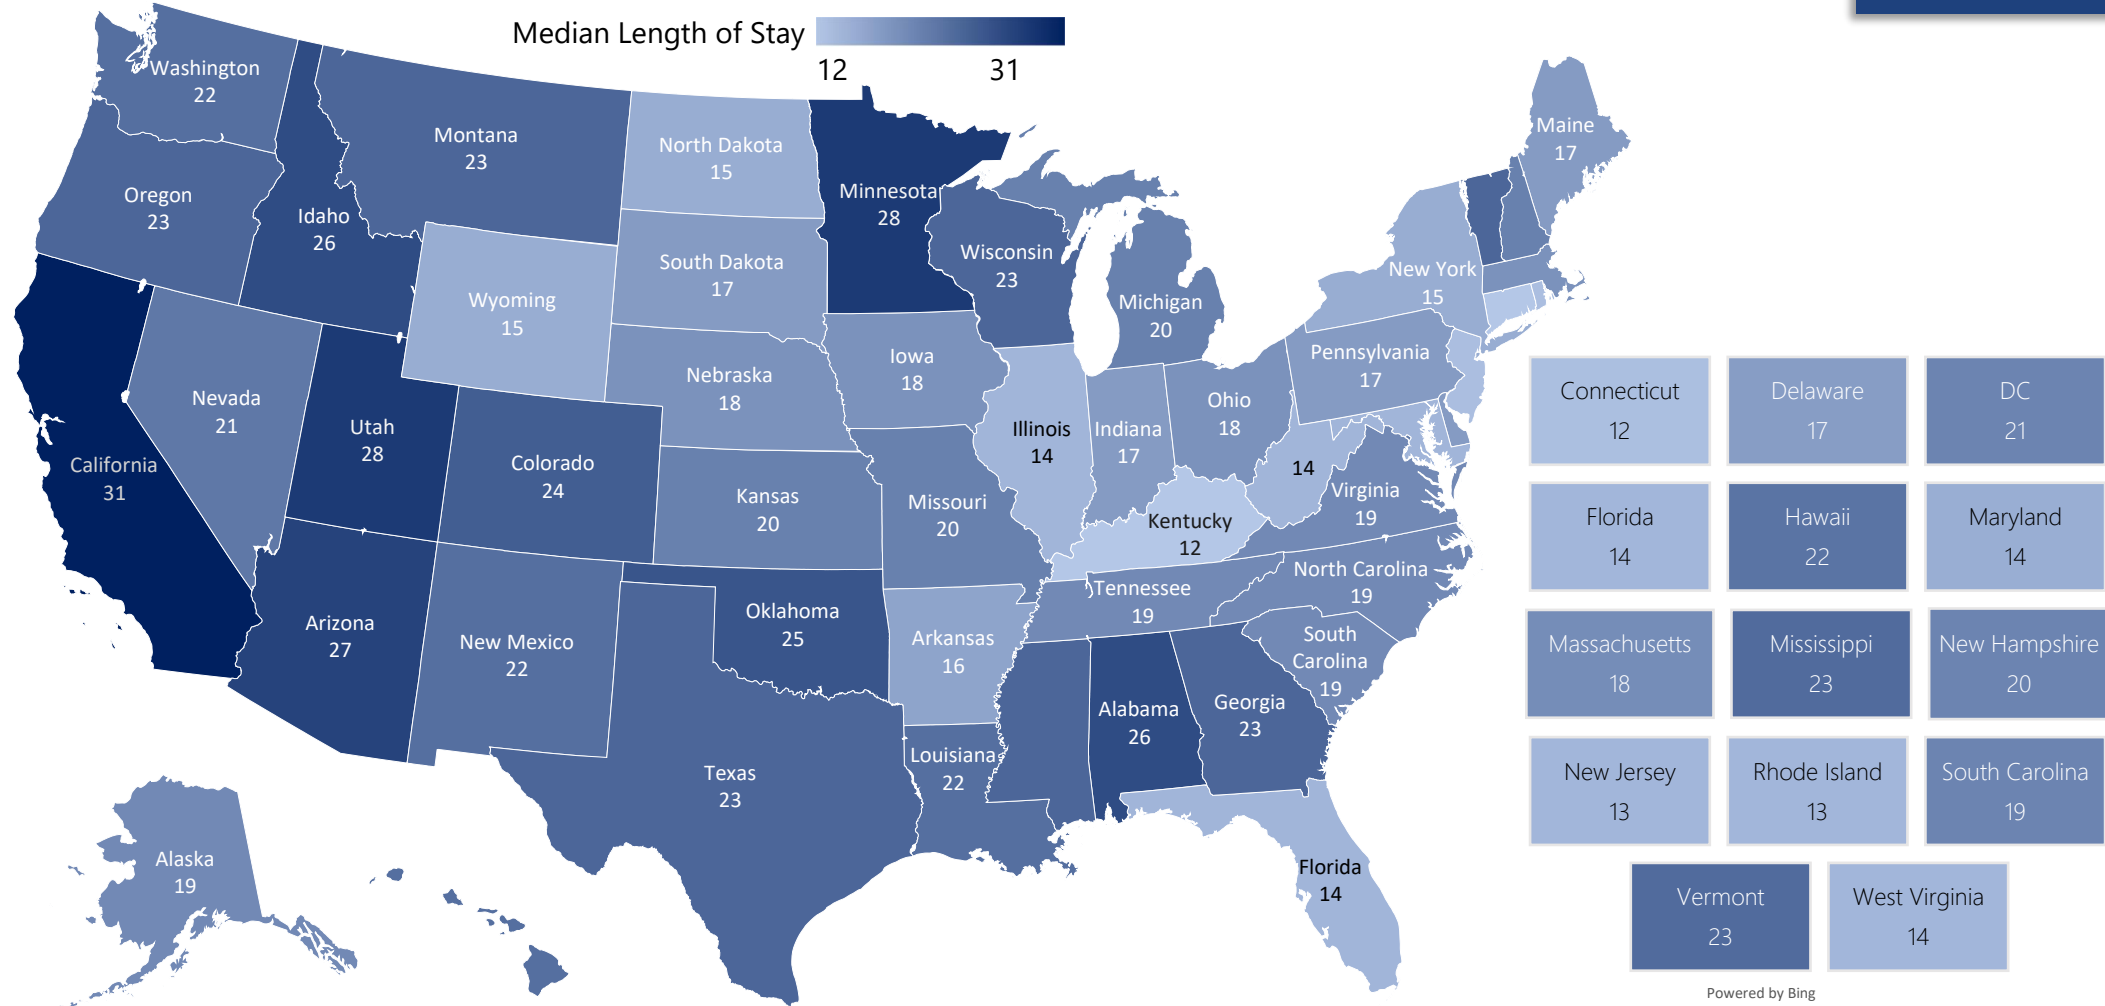 Median Length of Stay
12 31
Washington
22
Montana
23
North Dakota
15
Minnesota
28
Maine
17
Oregon
23
Idaho
26
Wisconsin
23
South Dakota
17
New York
15
Wyoming
15
Michigan
20
Iowa
18
Pennsylvania
17
Nebraska
18
Nevada
21
Utah
28
Ohio
18
Illinois
14
Indiana
17
California
31
Colorado
24
14
Kansas
20
Missouri
20
Virginia
19
Kentucky
12
North Carolina
19
Tennessee
19
Arizona
27
New Mexico
22
Oklahoma
25
Arkansas
16
South
Carolina
19
Alabama
26
Georgia
23
Louisiana
22
Texas
23
Alaska
19
Florida
14
Connecticut
12
Delaware
17
DC
21
Florida
14
Hawaii
22
Maryland
14
Massachusetts
18
Mississippi
23
New Hampshire
20
New Jersey
13
Rhode Island
13
South Carolina
19
Vermont
23
West Virginia
14
Powered by Bing